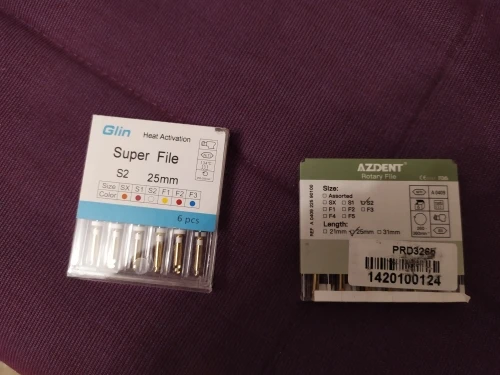 Glin
Heat Activation
Super File
S2 25mm
Size: SX S1 S2 F1 F2 F3
Color:
6 pcs
AZDENT
Rotary File
Size:
Assorted
SX S1 S2
F1 F2 F3
F4 F5
Length:
21mm 25mm 31mm
PRD3265
1420100124